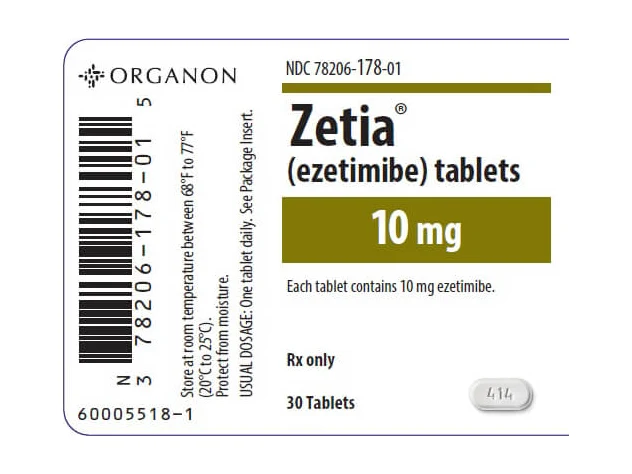 ORGANON
N
3 78206-178-01 5
60005518-1
Store at room temperature between 68°F to 77°F
(20°C to 25°C).
Protect from moisture.
USUAL DOSAGE: One tablet daily. See Package Insert.
NDC 78206-178-01
Zetia®
(ezetimibe) tablets
10 mg
Each tablet contains 10 mg ezetimibe.
Rx only
30 Tablets
414